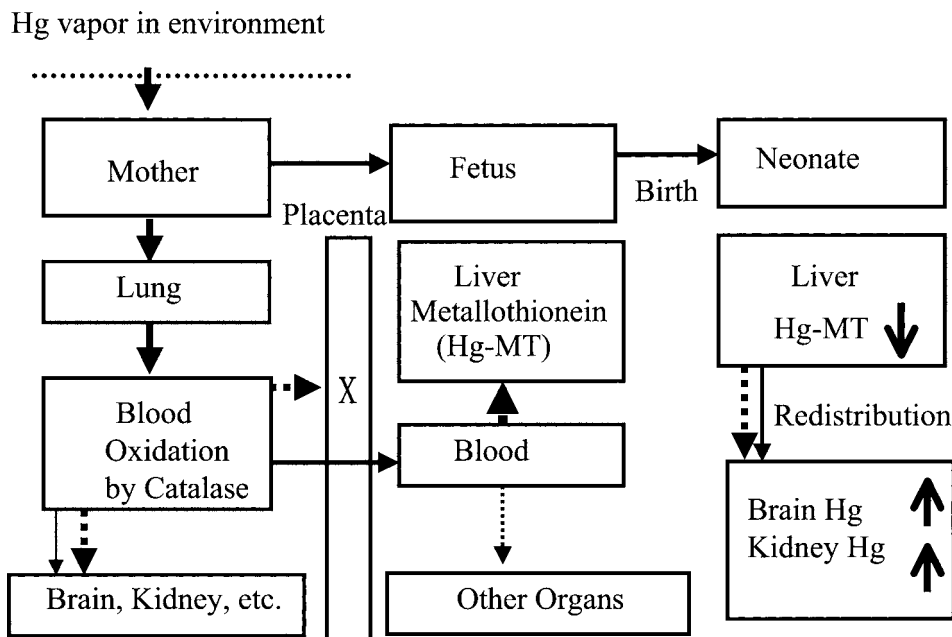 Hg vapor in environment
Mother
Fetus
Neonate
Birth
Placenta
Lung
Liver
Metallothionein
(Hg-MT)
Liver
Hg-MT
X
Blood
Oxidation
by Catalase
Blood
Redistribution
Brain Hg
Kidney Hg
Brain, Kidney, etc.
Other Organs